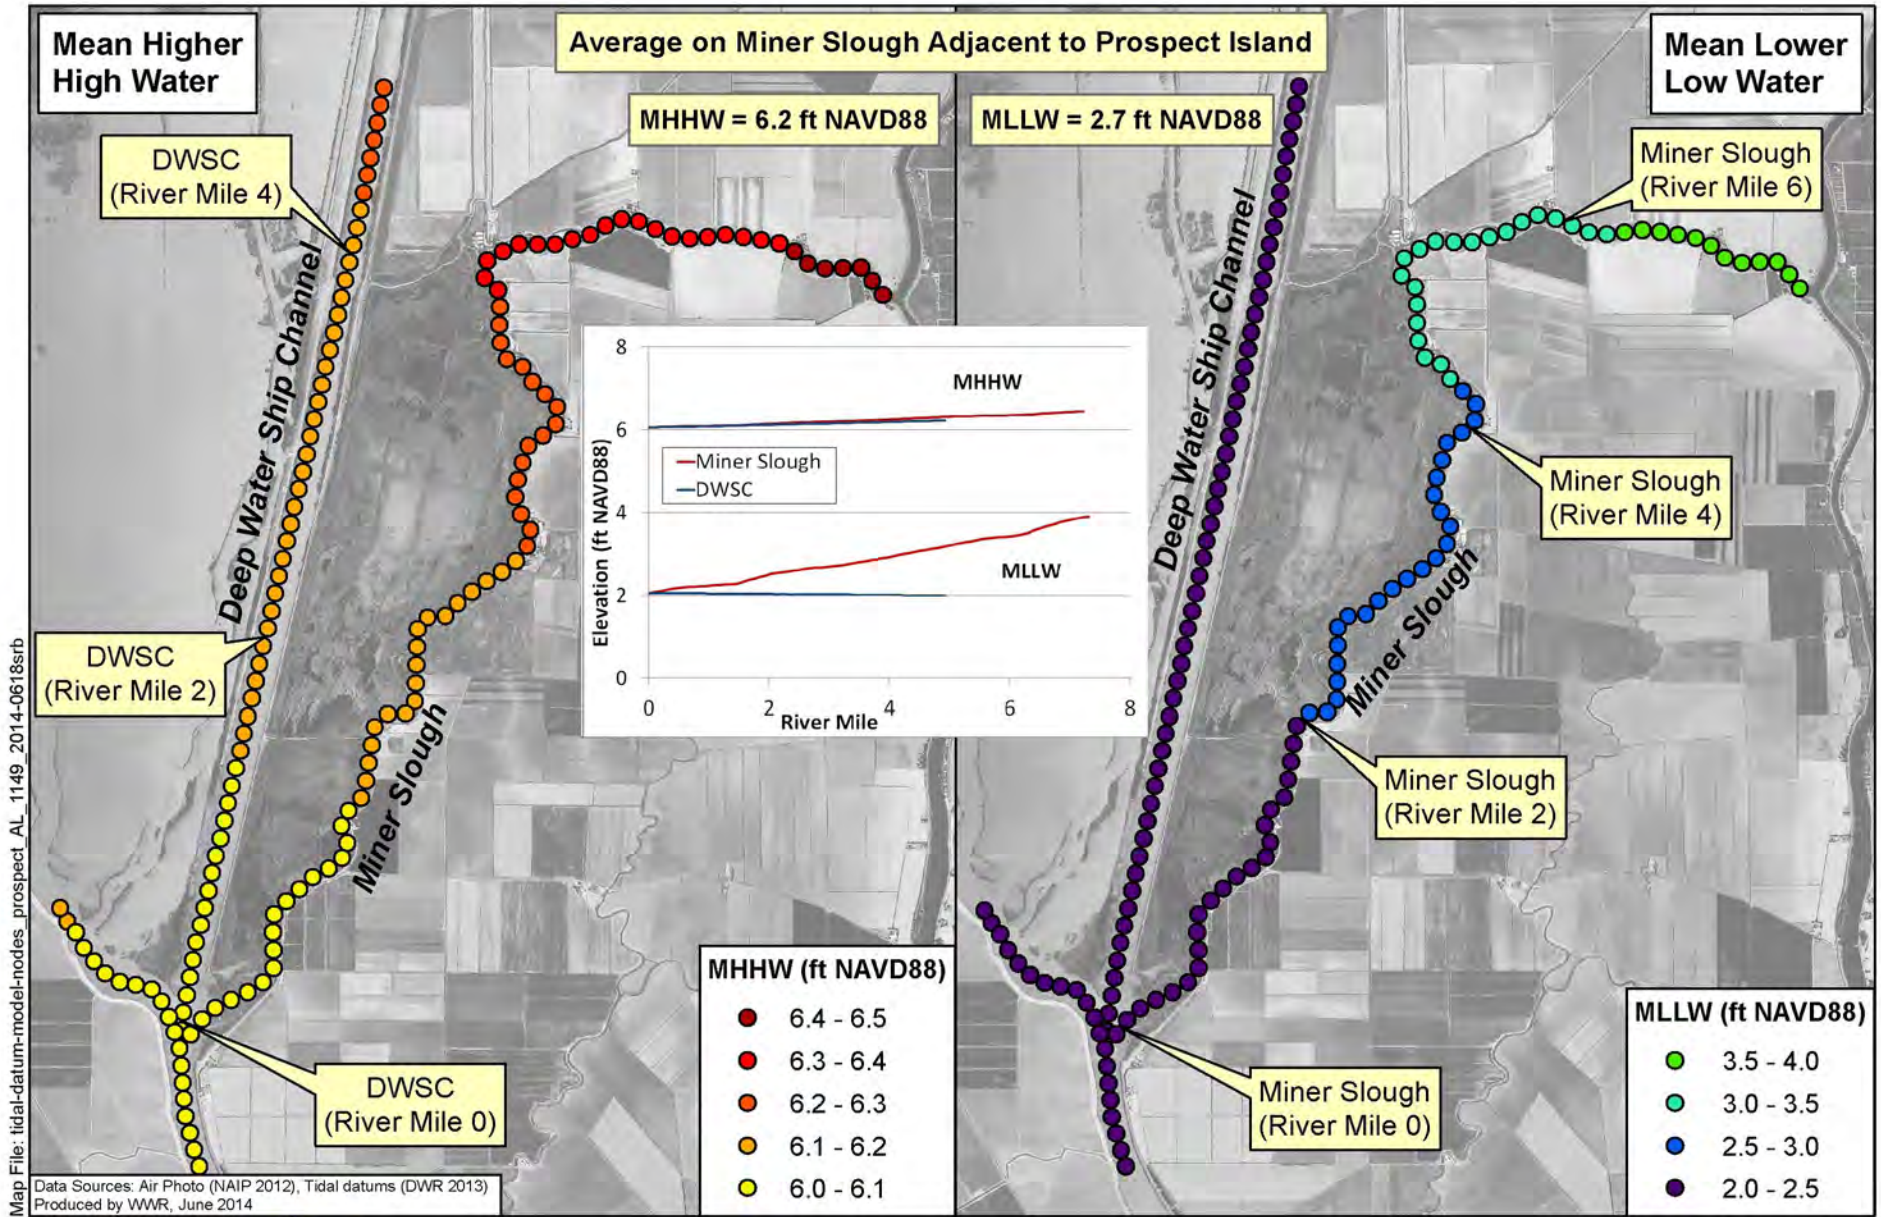 Mean Higher
High Water
Average on Miner Slough Adjacent to Prospect Island
Mean Lower
Low Water
MHHW = 6.2 ft NAVD88
MLLW = 2.7 ft NAVD88
DWSC
(River Mile 4)
Miner Slough
(River Mile 6)
Deep Water Ship Channel
Deep Water Ship Channel
8
6
4
2
0
Elevation (ft NAVD88)
MHHW
Miner Slough
DWSC
MLLW
0
2
4
6
8
River Mile
Miner Slough
(River Mile 4)
DWSC
(River Mile 2)
Miner Slough
Miner Slough
Miner Slough
(River Mile 2)
DWSC
(River Mile 0)
Miner Slough
(River Mile 0)
MHHW (ft NAVD88)
6.4 - 6.5
6.3 - 6.4
6.2 - 6.3
6.1 - 6.2
6.0 - 6.1
MLLW (ft NAVD88)
3.5 - 4.0
3.0 - 3.5
2.5 - 3.0
2.0 - 2.5
Data Sources: Air Photo (NAIP 2012), Tidal datums (DWR 2013)
Produced by WWR, June 2014
Map File: tidal-datum-model-nodes_prospect_AL_1149_2014-0618srb